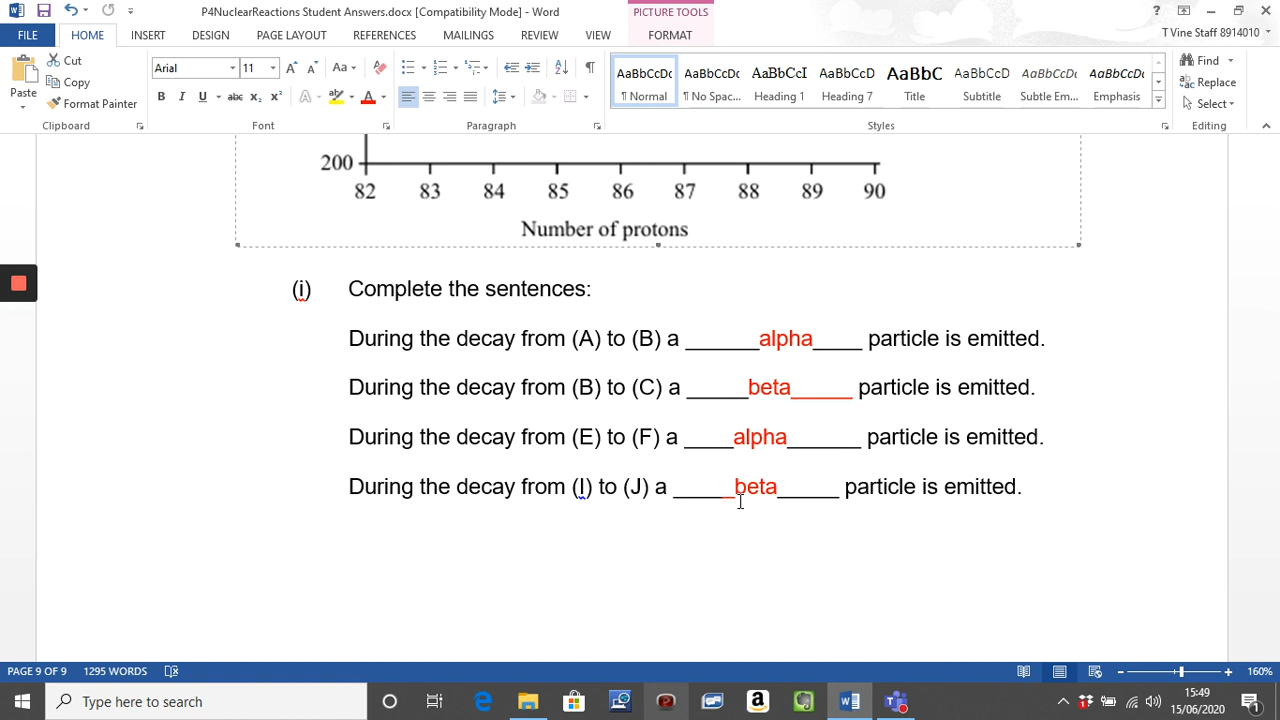 P4NuclearReactions Student Answers.docx [Compatibility Mode] - Word
PICTURE TOOLS
FILE HOME INSERT DESIGN PAGE LAYOUT REFERENCES MAILINGS REVIEW VIEW FORMAT
T Vine Staff 8914010
Paste
Cut
Copy
Format Painter
Arial 11
AaBbCcDc AaBbCcDc AaBbCcI AaBbCcDc AaBbC AaBbCcDc AaBbCcDc AaBbCcDc
¶ Normal ¶ No Spac... Heading 1 Heading 7 Title Subtitle Subtle Em... Emphasis
Find
Replace
Select
Clipboard Font Paragraph Styles Editing
200
82 83 84 85 86 87 88 89 90
Number of protons
(i) Complete the sentences:
During the decay from (A) to (B) a ______alpha____ particle is emitted.
During the decay from (B) to (C) a _____beta_____ particle is emitted.
During the decay from (E) to (F) a ____alpha______ particle is emitted.
During the decay from (I) to (J) a _____beta_____ particle is emitted.
PAGE 9 OF 9 1295 WORDS
160%
Type here to search
15:49
15/06/2020